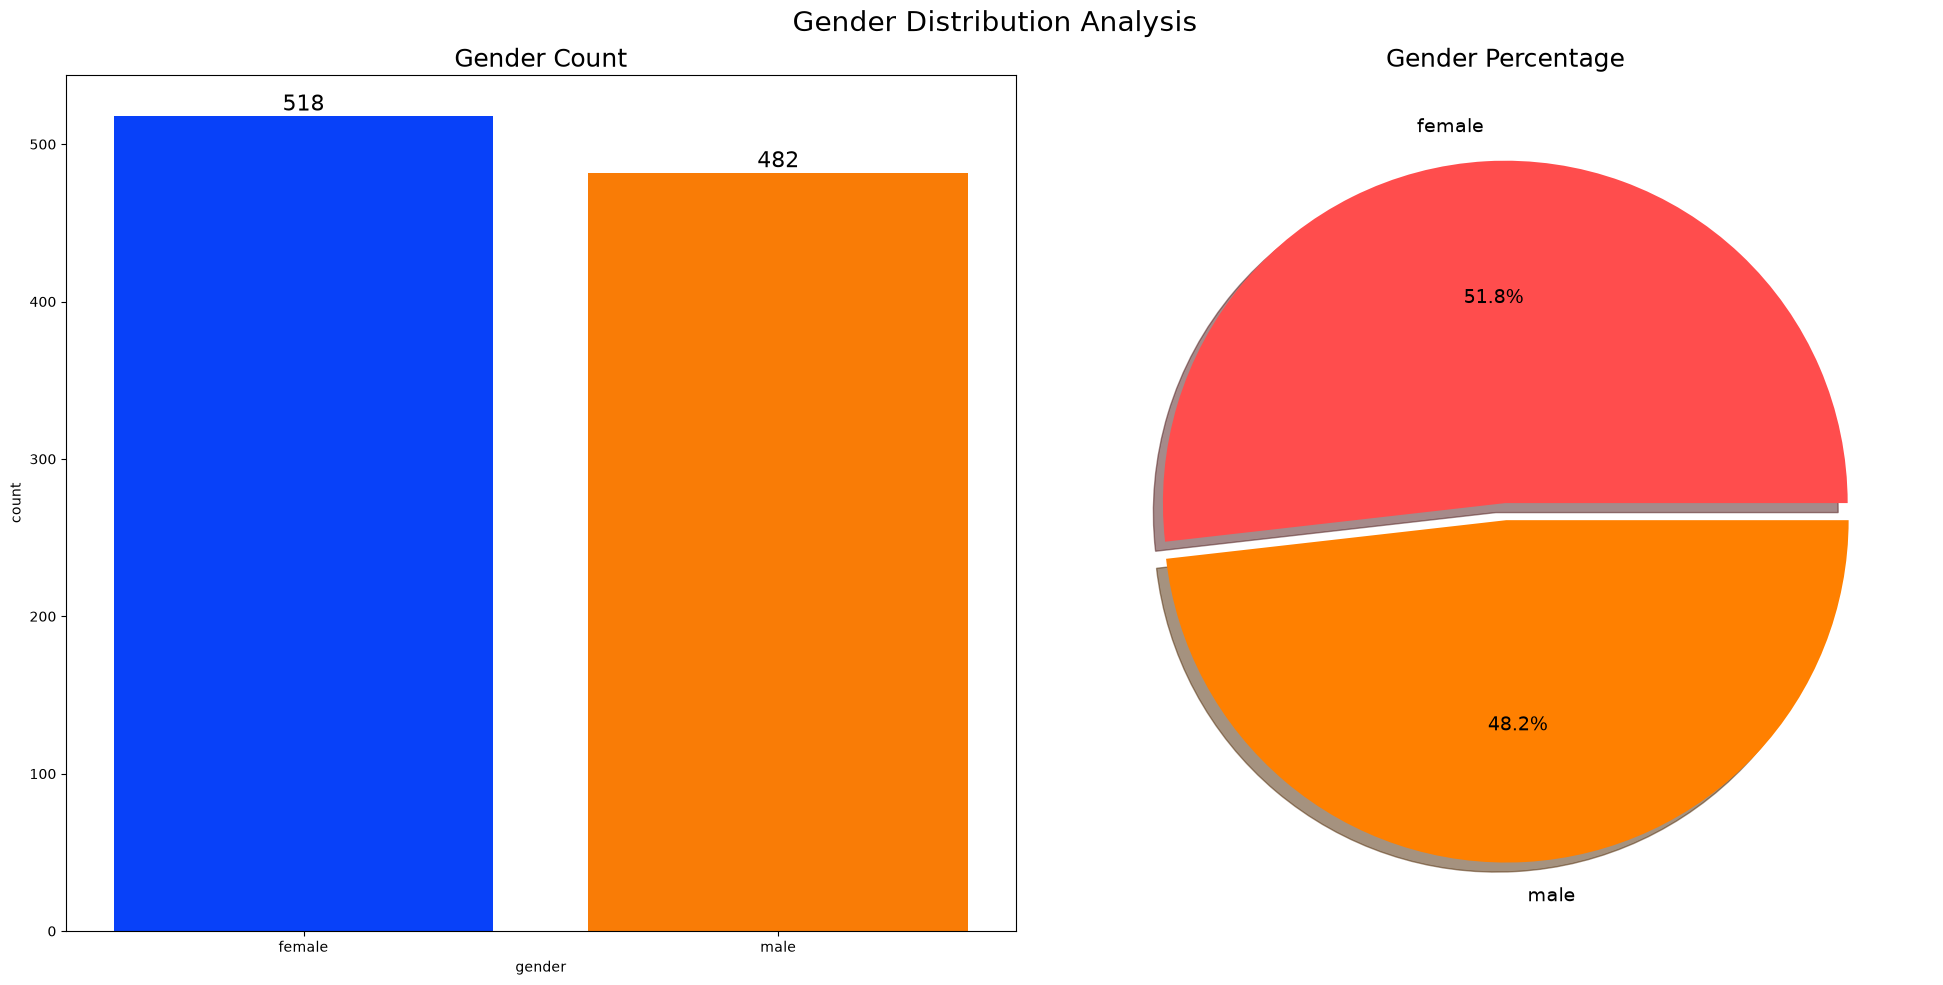 Gender Distribution Analysis
Gender Count
518
482
500
400
300
200
100
0
count
female
male
gender
Gender Percentage
female
51.8%
48.2%
male